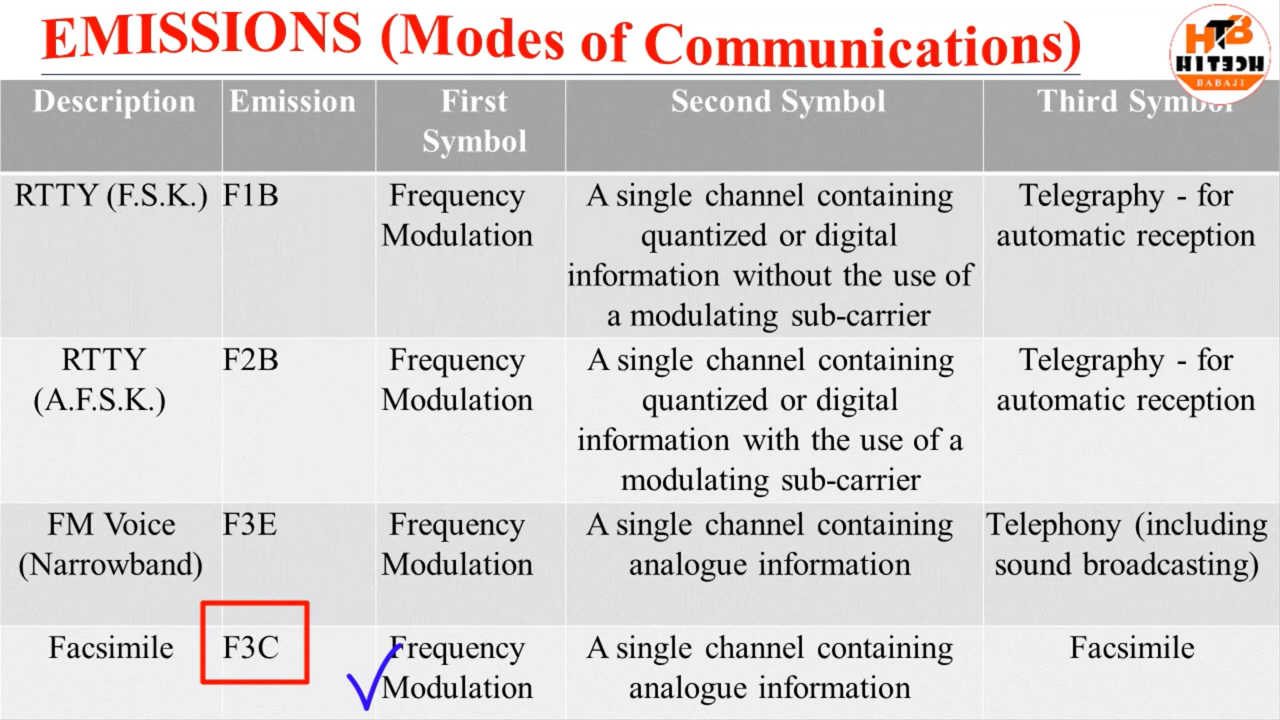 EMISSIONS (Modes of Communications)
HTB
HITECH
BABAJI
Description Emission First Symbol Second Symbol Third Symbol
RTTY (F.S.K.) F1B Frequency A single channel containing Telegraphy - for
Modulation quantized or digital automatic reception
information without the use of
a modulating sub-carrier
RTTY F2B Frequency A single channel containing Telegraphy - for
(A.F.S.K.) Modulation quantized or digital automatic reception
information with the use of a
modulating sub-carrier
FM Voice F3E Frequency A single channel containing Telephony (including
(Narrowband) Modulation analogue information sound broadcasting)
Facsimile F3C Frequency A single channel containing Facsimile
Modulation analogue information